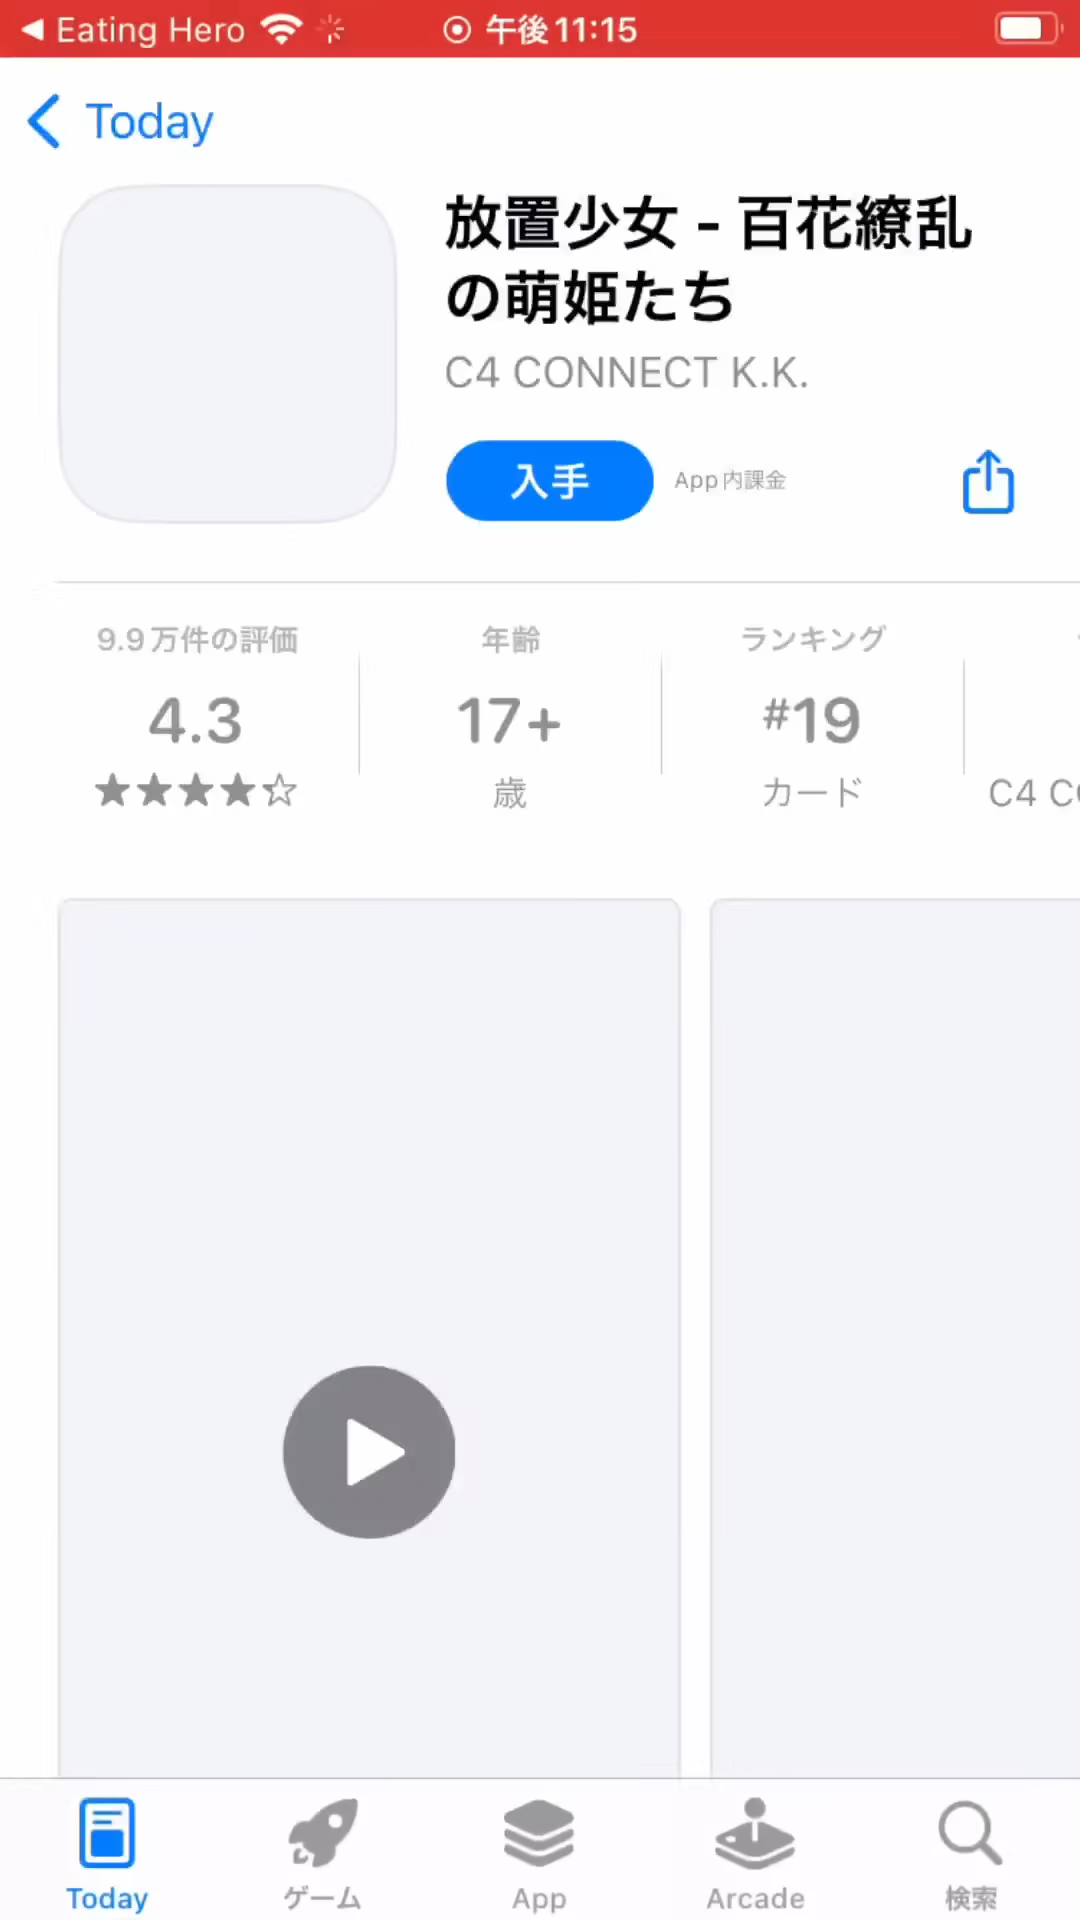 ◀ Eating Hero 午後11:15
Today
放置少女 - 百花繚乱
の萌姫たち
C4 CONNECT K.K.
入手 App内課金
9.9万件の評価 年齢 ランキング
4.3 17+ #19
★★★★☆ 歳 カード C4 CO
Today ゲーム App Arcade 検索